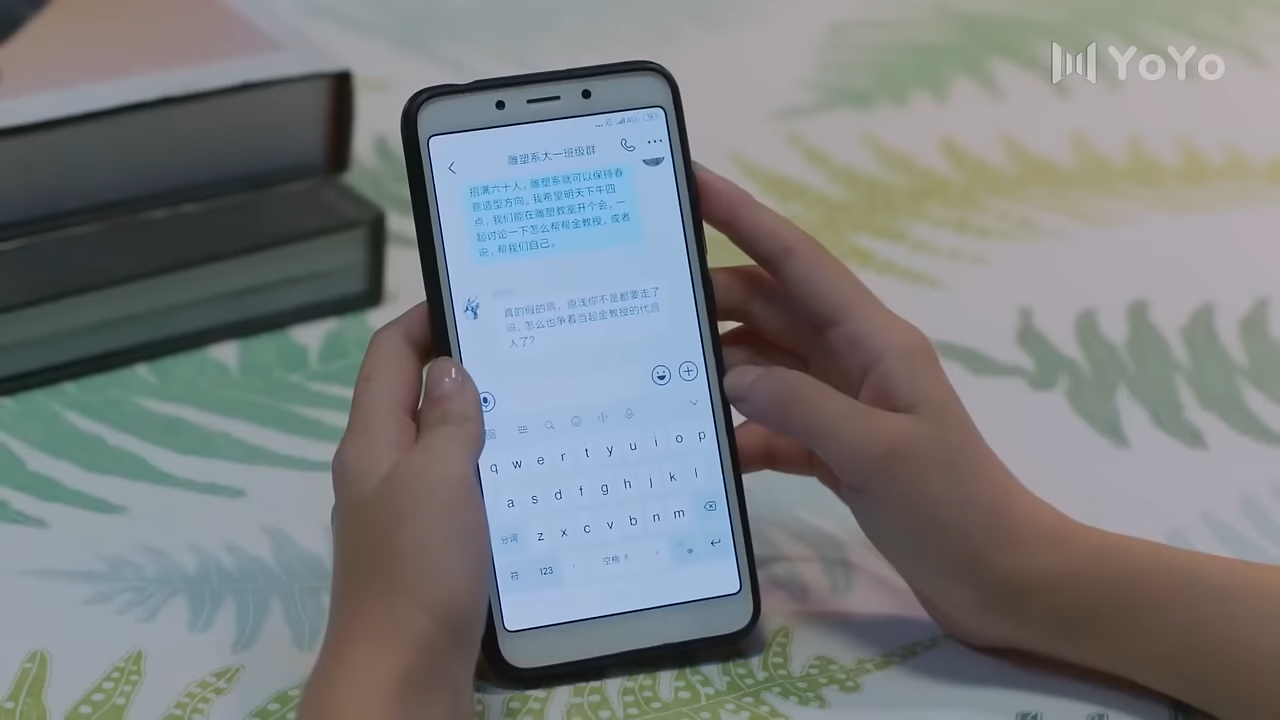 YoYo
雕塑系大一班级群
招满六十人，雕塑系就可以保持春
意造型方向。我希望明天下午四
点，我们能在雕塑教室开个会，一
起讨论一下怎么帮帮金教授，或者
说，帮我们自己。
真的假的啊，原浅你不是都要走了
吗，怎么也争着当起金教授的代言
人了？
q w e r t y u i o p
a s d f g h j k l
分词 z x c v b n m
符 123 空格